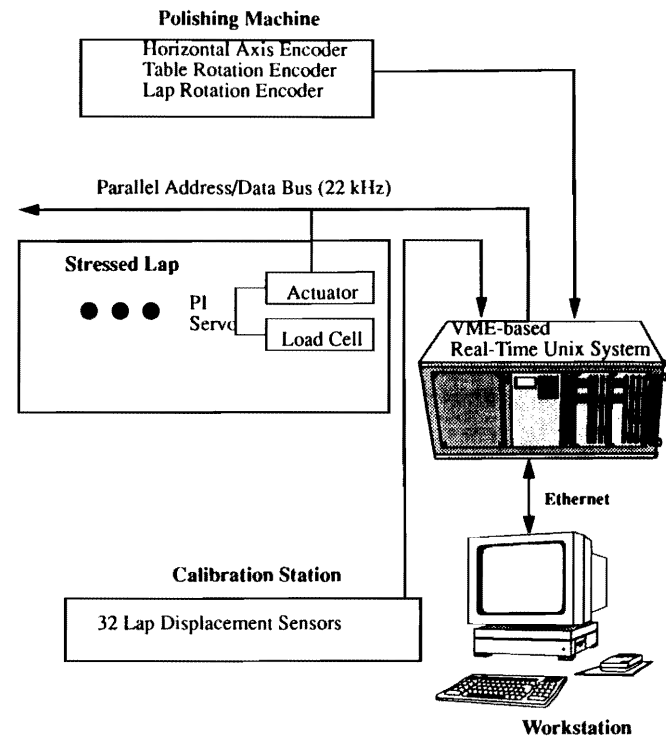 Polishing Machine
Horizontal Axis Encoder
Table Rotation Encoder
Lap Rotation Encoder
Parallel Address/Data Bus (22 kHz)
Stressed Lap
PI
Servo
Actuator
Load Cell
VME-based
Real-Time Unix System
Ethernet
Calibration Station
32 Lap Displacement Sensors
Workstation